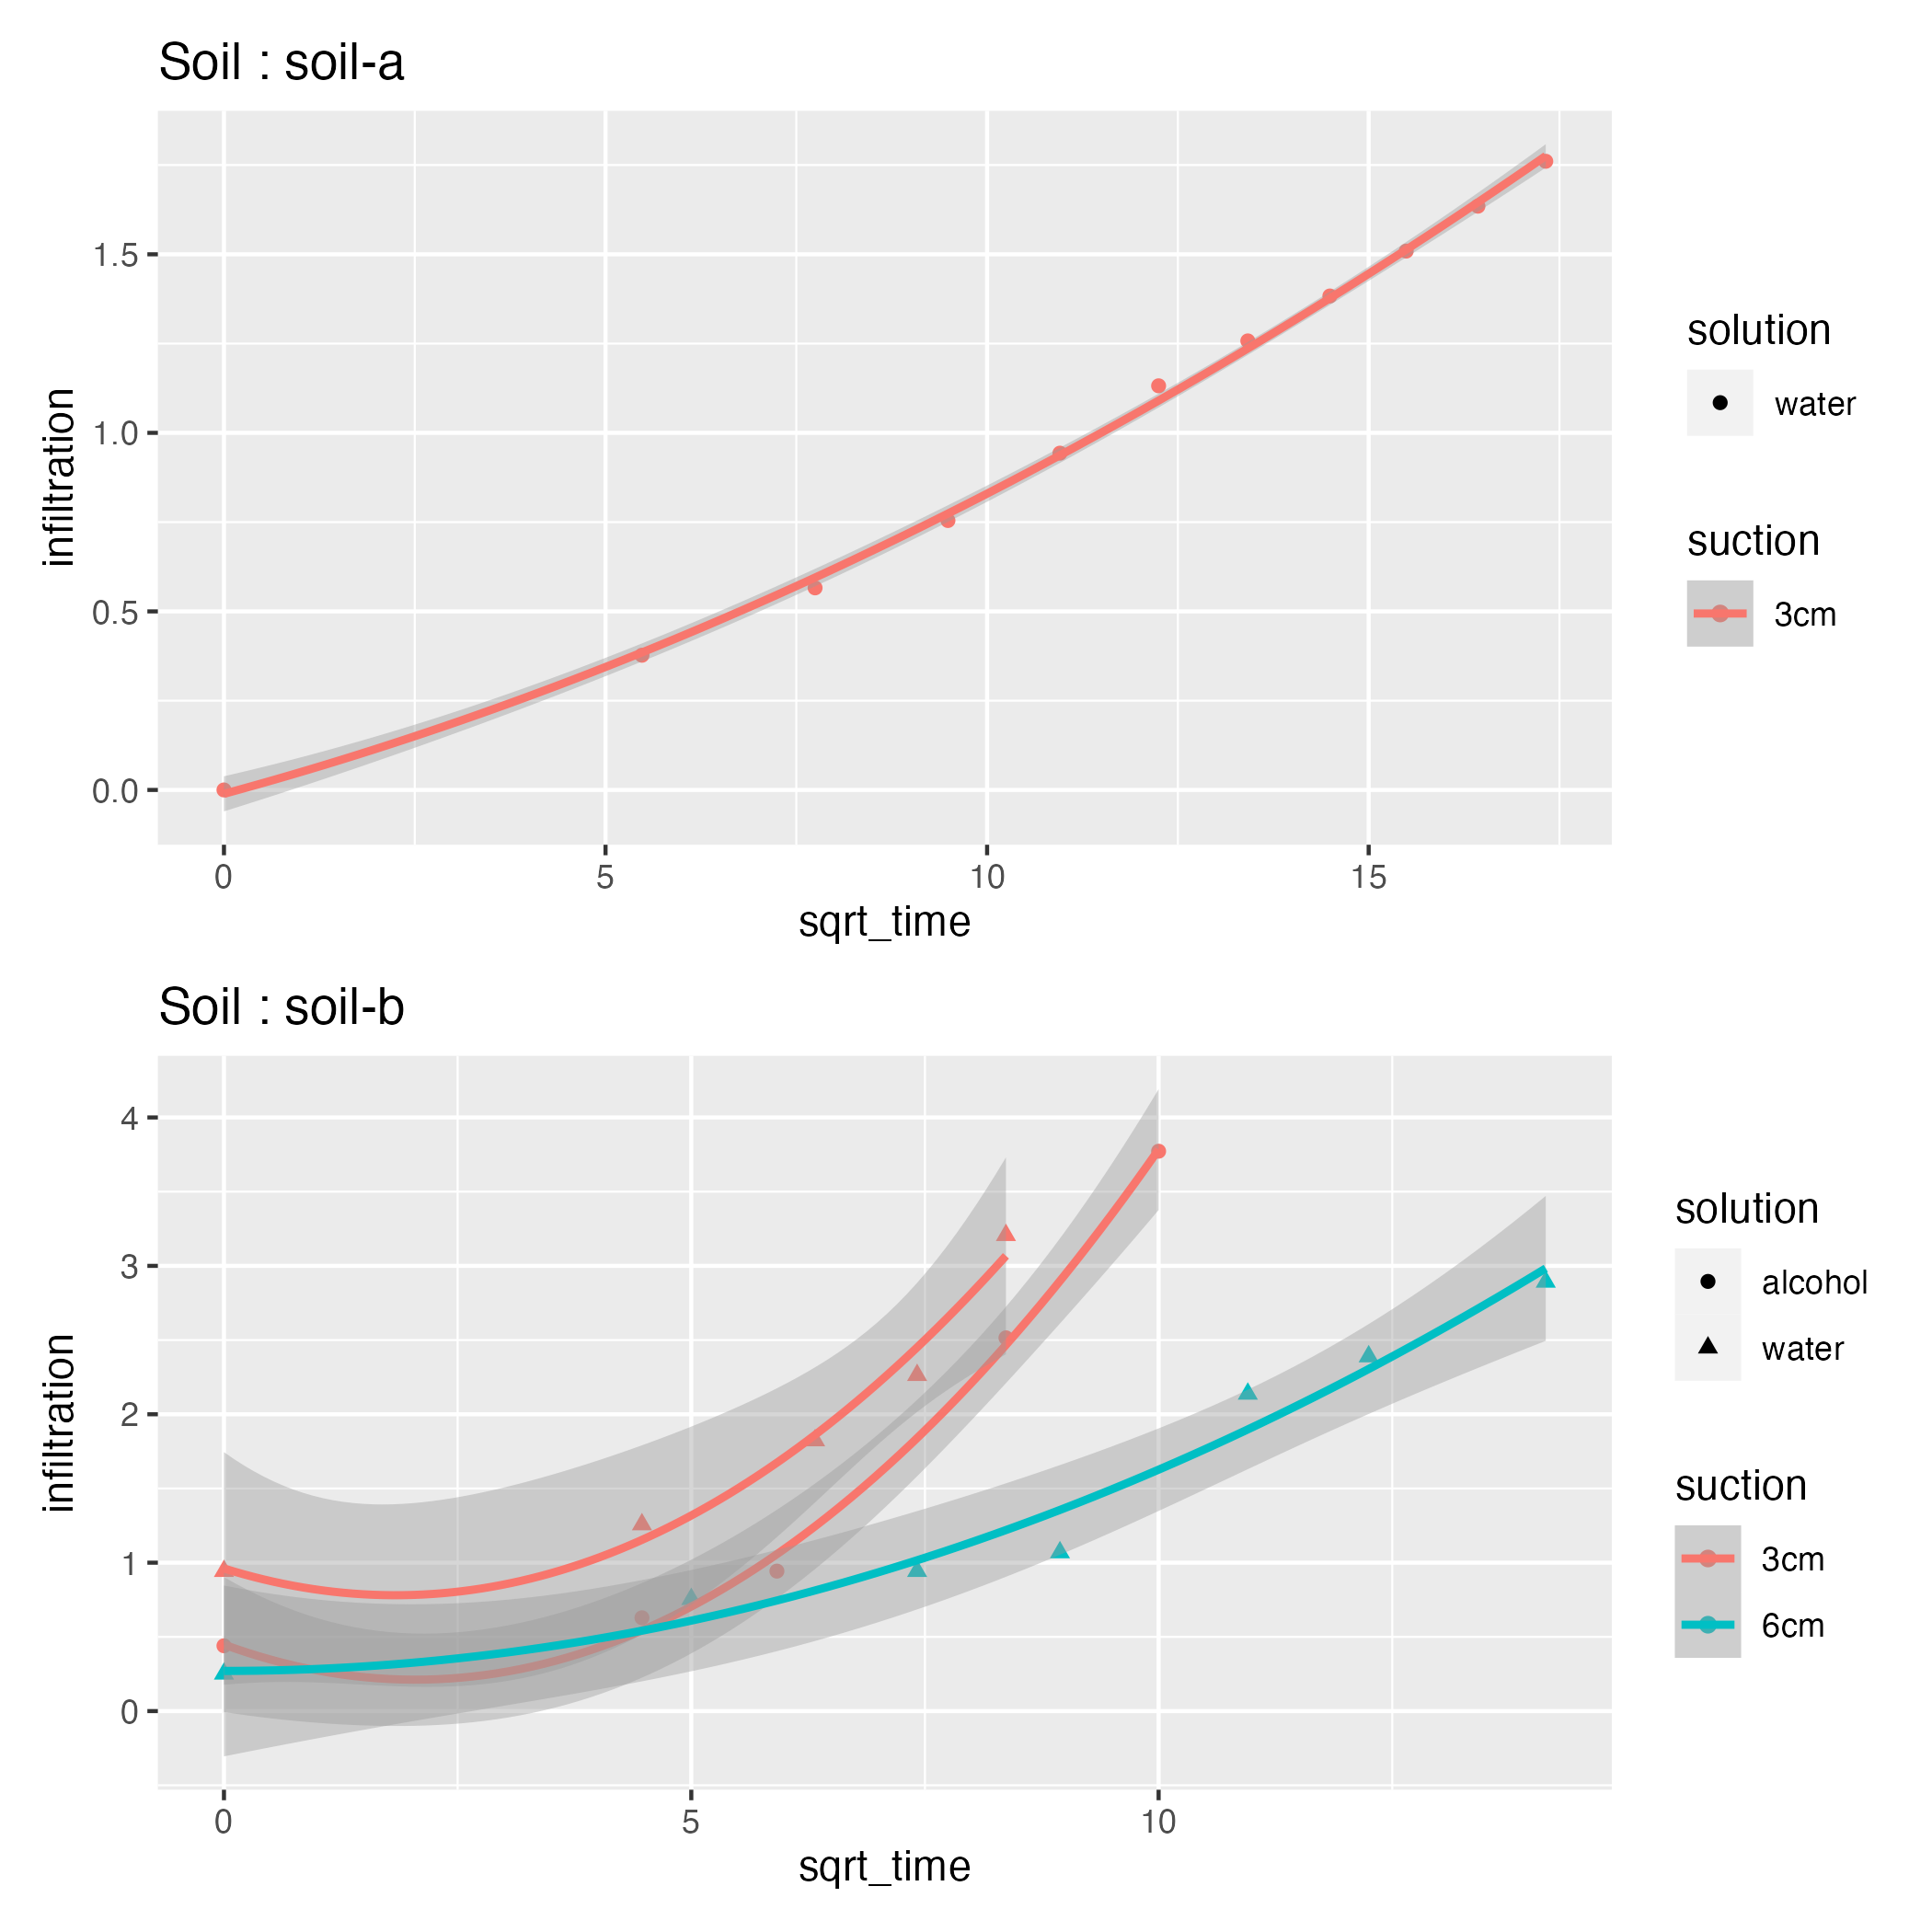 Soil : soil-a
infiltration
1.5
1.0
0.5
0.0
0 5 10 15
sqrt_time
solution
water
suction
3cm
Soil : soil-b
infiltration
4
3
2
1
0
0 5 10
sqrt_time
solution
alcohol
water
suction
3cm
6cm